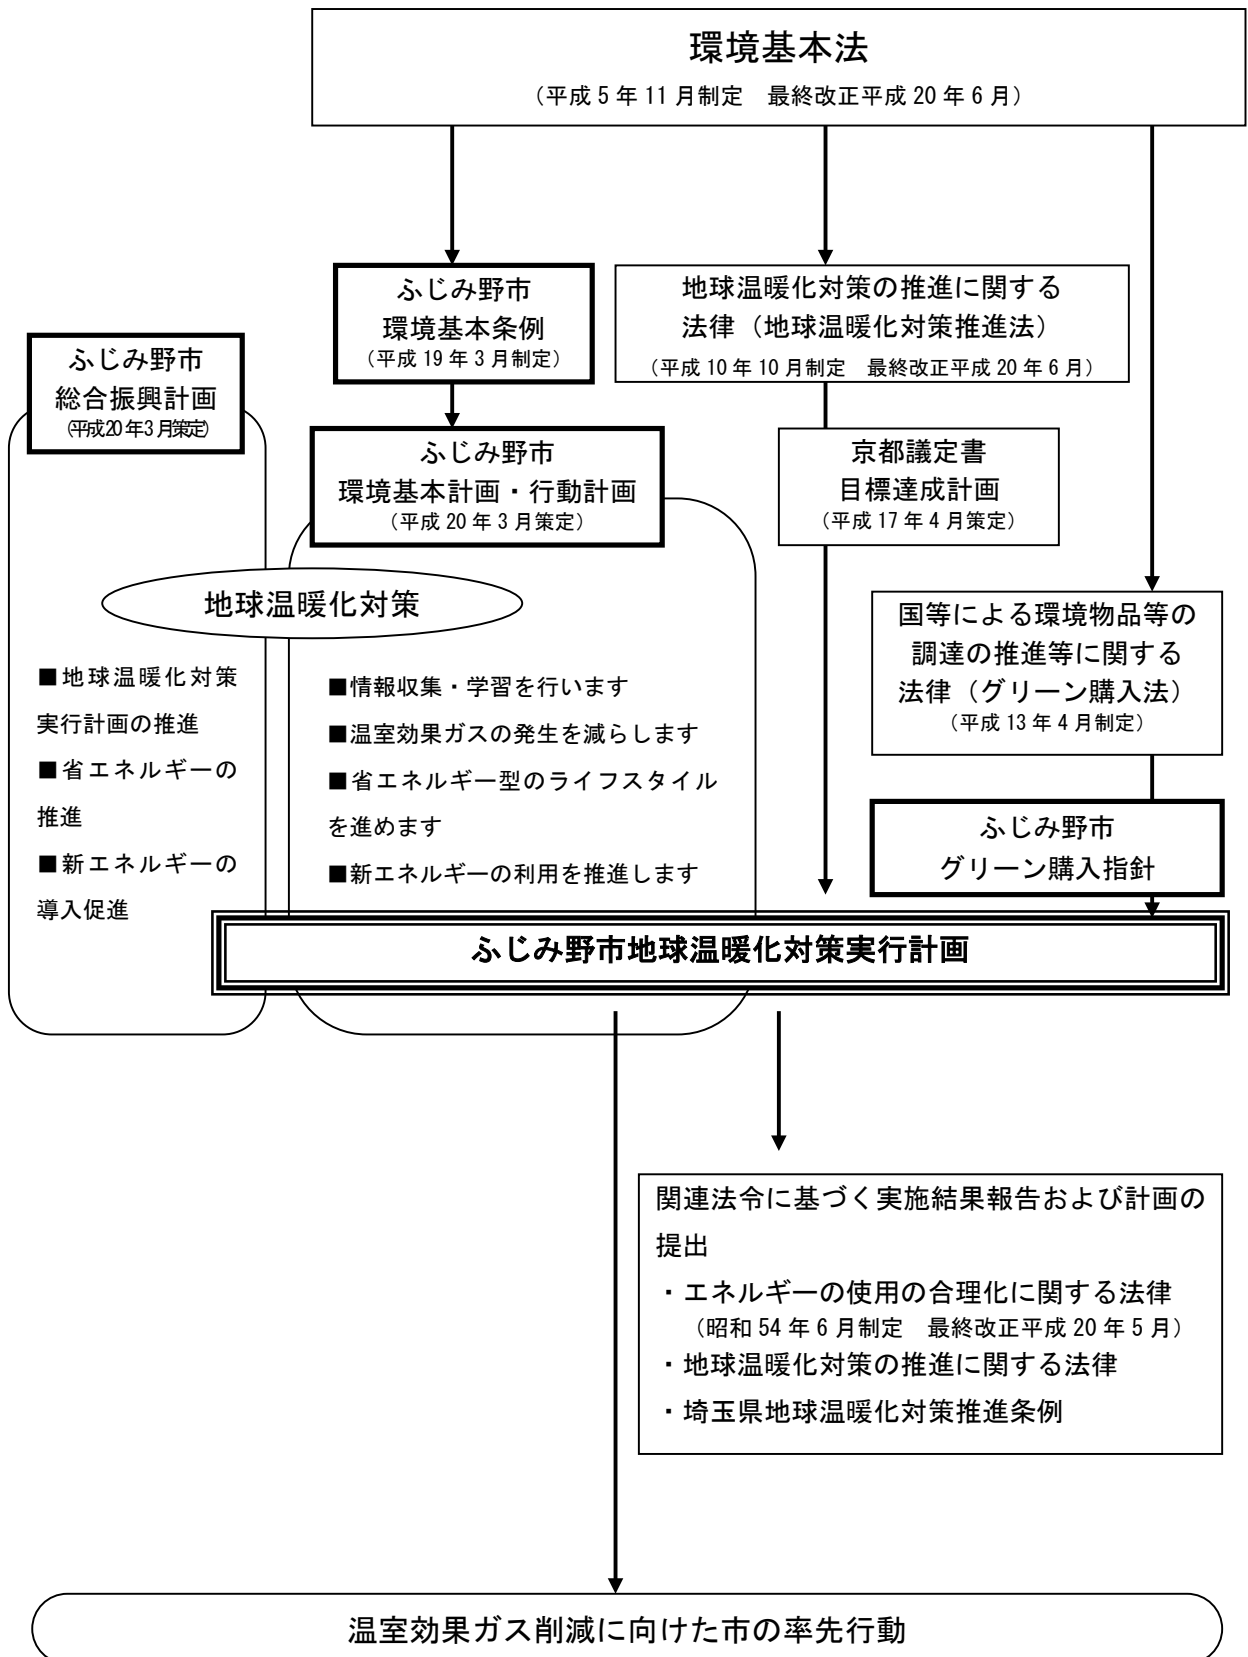 環境基本法
（平成5年11月制定　最終改正平成20年6月）
ふじみ野市
環境基本条例
（平成19年3月制定）
地球温暖化対策の推進に関する
法律（地球温暖化対策推進法）
（平成10年10月制定　最終改正平成20年6月）
ふじみ野市
総合振興計画
（平成20年3月策定）
ふじみ野市
環境基本計画・行動計画
（平成20年3月策定）
京都議定書
目標達成計画
（平成17年4月策定）
地球温暖化対策
国等による環境物品等の
調達の推進等に関する
法律（グリーン購入法）
（平成13年4月制定）
■地球温暖化対策
実行計画の推進
■省エネルギーの
推進
■新エネルギーの
導入促進
■情報収集・学習を行います
■温室効果ガスの発生を減らします
■省エネルギー型のライフスタイル
を進めます
■新エネルギーの利用を推進します
ふじみ野市
グリーン購入指針
ふじみ野市地球温暖化対策実行計画
関連法令に基づく実施結果報告および計画の
提出
・エネルギーの使用の合理化に関する法律
（昭和54年6月制定　最終改正平成20年5月）
・地球温暖化対策の推進に関する法律
・埼玉県地球温暖化対策推進条例
温室効果ガス削減に向けた市の率先行動